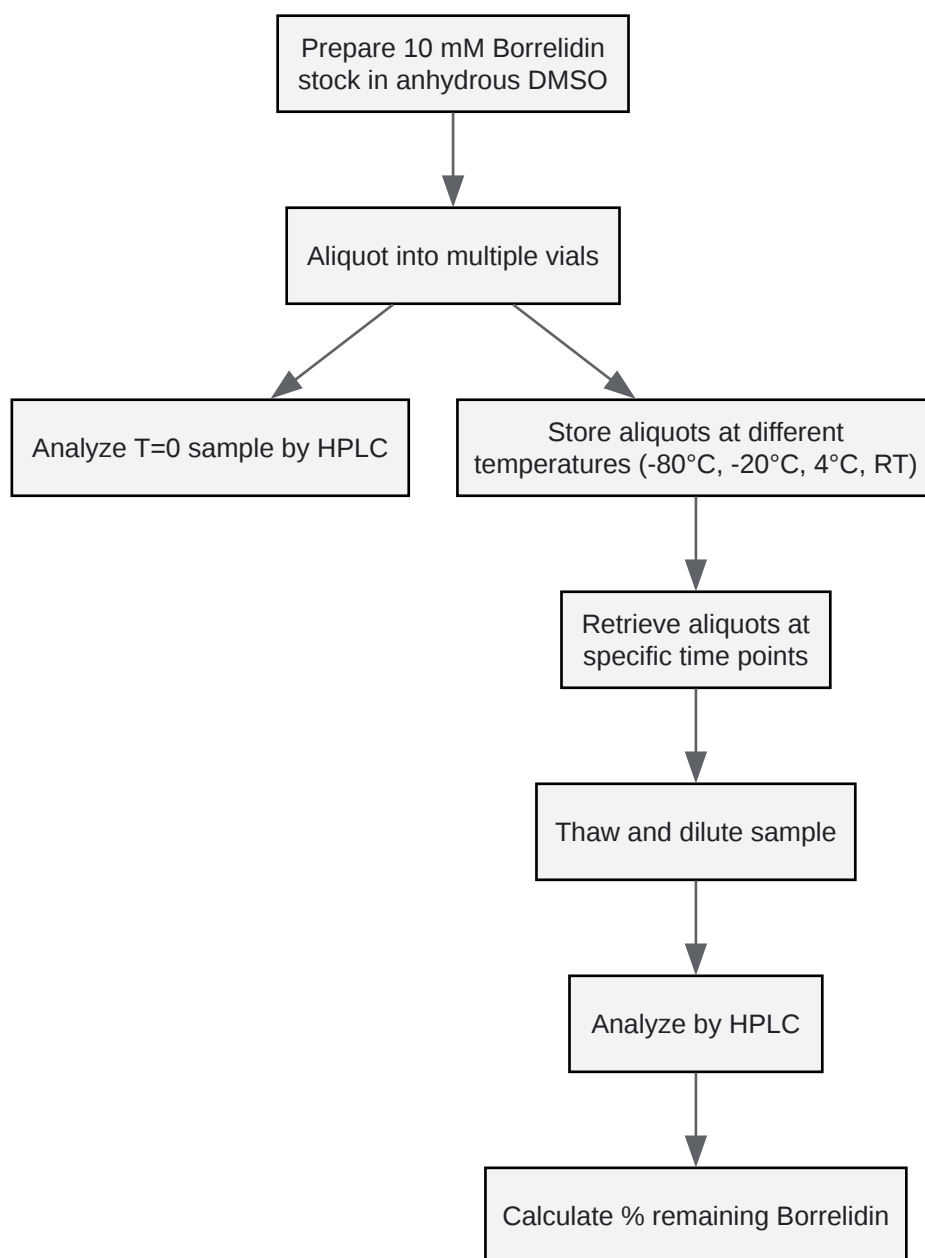 Prepare 10 mM Borrelidin
stock in anhydrous DMSO
Aliquot into multiple vials
Analyze T=0 sample by HPLC
Store aliquots at different
temperatures (-80°C, -20°C, 4°C, RT)
Retrieve aliquots at
specific time points
Thaw and dilute sample
Analyze by HPLC
Calculate % remaining Borrelidin